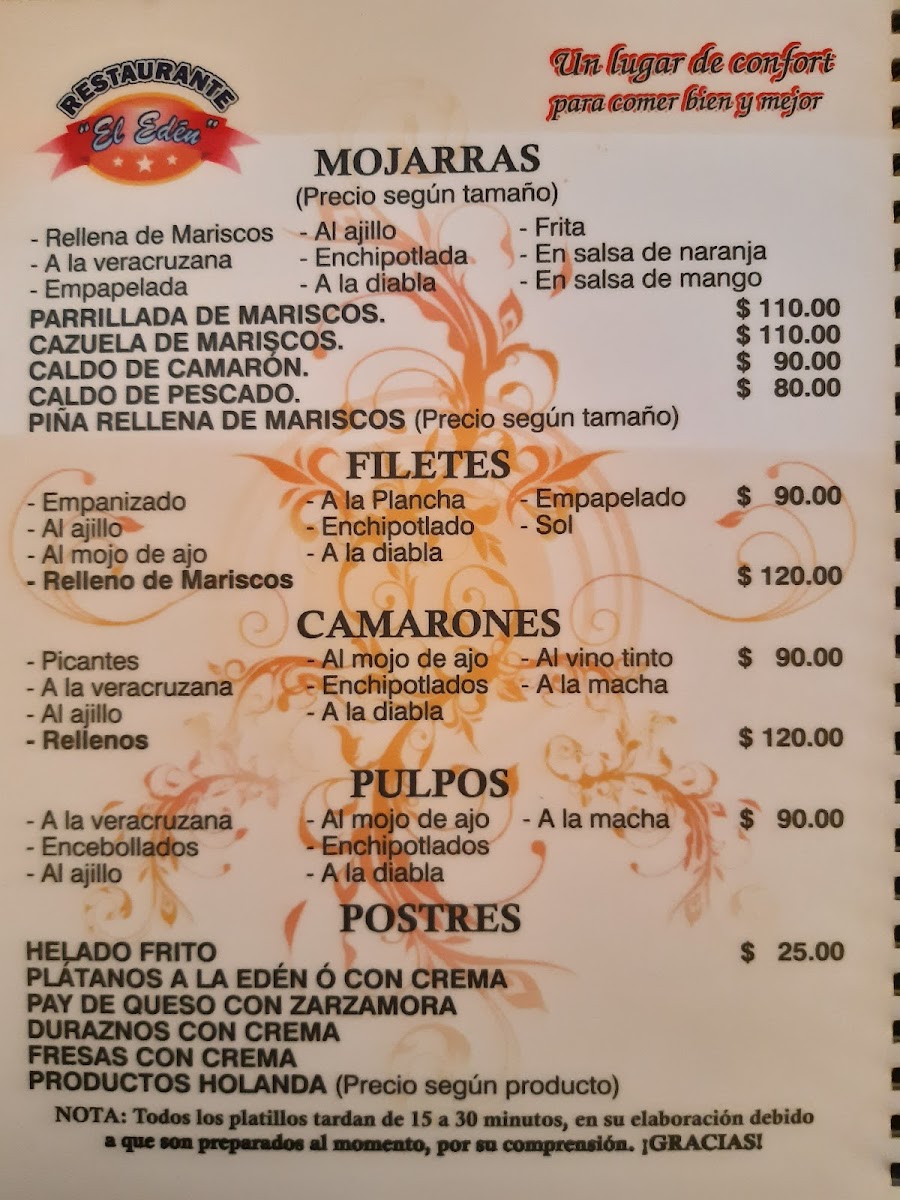 RESTAURANTE
"El Edén"
Un lugar de confort
para comer bien y mejor
MOJARRAS
(Precio según tamaño)
- Rellena de Mariscos - Al ajillo - Frita
- A la veracruzana - Enchipotlada - En salsa de naranja
- Empapelada - A la diabla - En salsa de mango
PARRILLADA DE MARISCOS. $ 110.00
CAZUELA DE MARISCOS. $ 110.00
CALDO DE CAMARÓN. $ 90.00
CALDO DE PESCADO. $ 80.00
PIÑA RELLENA DE MARISCOS (Precio según tamaño)
FILETES
- Empanizado - A la Plancha - Empapelado $ 90.00
- Al ajillo - Enchipotlado - Sol
- Al mojo de ajo - A la diabla
- Relleno de Mariscos $ 120.00
CAMARONES
- Picantes - Al mojo de ajo - Al vino tinto $ 90.00
- A la veracruzana - Enchipotlados - A la macha
- Al ajillo - A la diabla
- Rellenos $ 120.00
PULPOS
- A la veracruzana - Al mojo de ajo - A la macha $ 90.00
- Encebollados - Enchipotlados
- Al ajillo - A la diabla
POSTRES
HELADO FRITO $ 25.00
PLÁTANOS A LA EDÉN Ó CON CREMA
PAY DE QUESO CON ZARZAMORA
DURAZNOS CON CREMA
FRESAS CON CREMA
PRODUCTOS HOLANDA (Precio según producto)
NOTA: Todos los platillos tardan de 15 a 30 minutos, en su elaboración debido
a que son preparados al momento, por su comprensión. ¡GRACIAS!